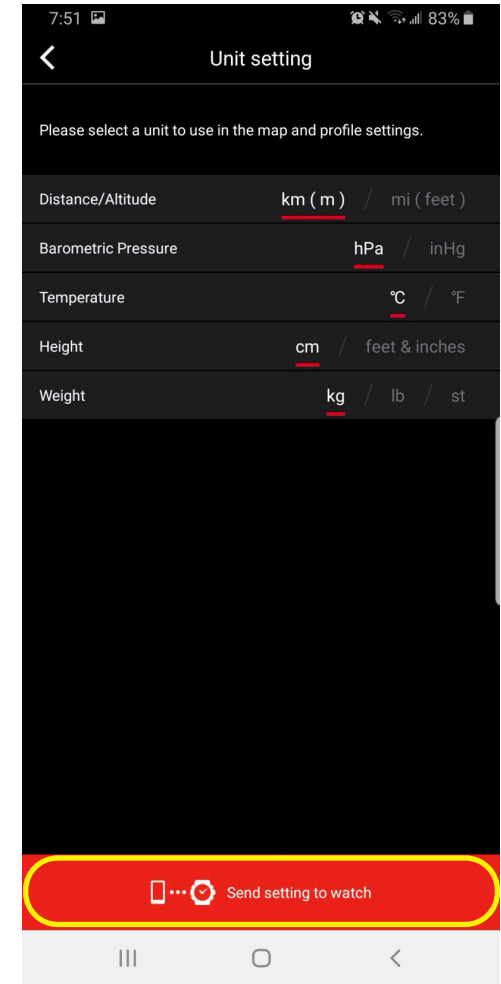 7:51 83%
Unit setting
Please select a unit to use in the map and profile settings.
Distance/Altitude km ( m ) / mi ( feet )
Barometric Pressure hPa / inHg
Temperature ℃ / ℉
Height cm / feet & inches
Weight kg / lb / st
Send setting to watch